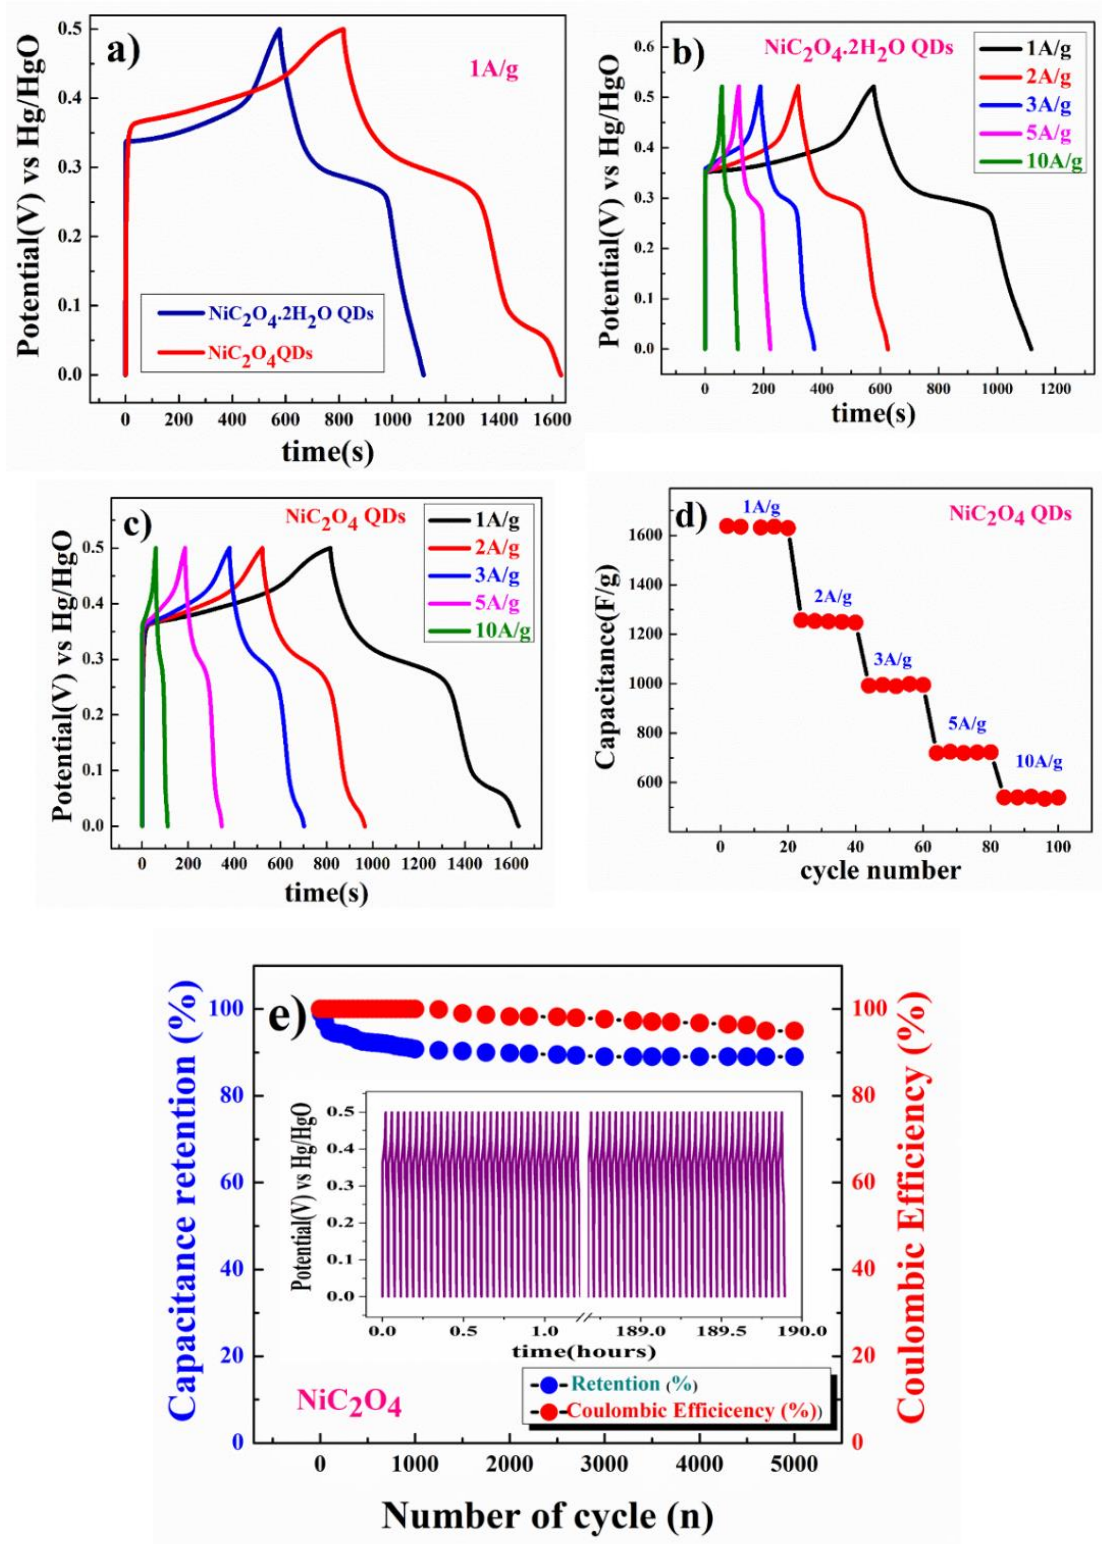 a)
1A/g
Potential(V) vs Hg/HgO
0.5
0.4
0.3
0.2
0.1
0.0
NiC₂O₄.2H₂O QDs
NiC₂O₄QDs
0 200 400 600 800 1000 1200 1400 1600
time(s)
b)
NiC₂O₄.2H₂O QDs
1A/g
2A/g
3A/g
5A/g
10A/g
Potential(V) vs Hg/HgO
0.6
0.5
0.4
0.3
0.2
0.1
0.0
0 200 400 600 800 1000 1200
time(s)
c)
NiC₂O₄ QDs
1A/g
2A/g
3A/g
5A/g
10A/g
Potential(V) vs Hg/HgO
0.5
0.4
0.3
0.2
0.1
0.0
0 200 400 600 800 1000 1200 1400 1600
time(s)
d)
NiC₂O₄ QDs
1A/g
2A/g
3A/g
5A/g
10A/g
Capacitance(F/g)
1600
1400
1200
1000
800
600
0 20 40 60 80 100
cycle number
e)
Capacitance retention (%)
100
80
60
40
20
0
Coulombic Efficiency (%)
100
80
60
40
20
0
Potential(V) vs Hg/HgO
0.5
0.4
0.3
0.2
0.1
0.0
0.0 0.5 1.0 189.0 189.5 190.0
time(hours)
NiC₂O₄
Retention (%)
Coulombic Efficicency (%))
0 1000 2000 3000 4000 5000
Number of cycle (n)